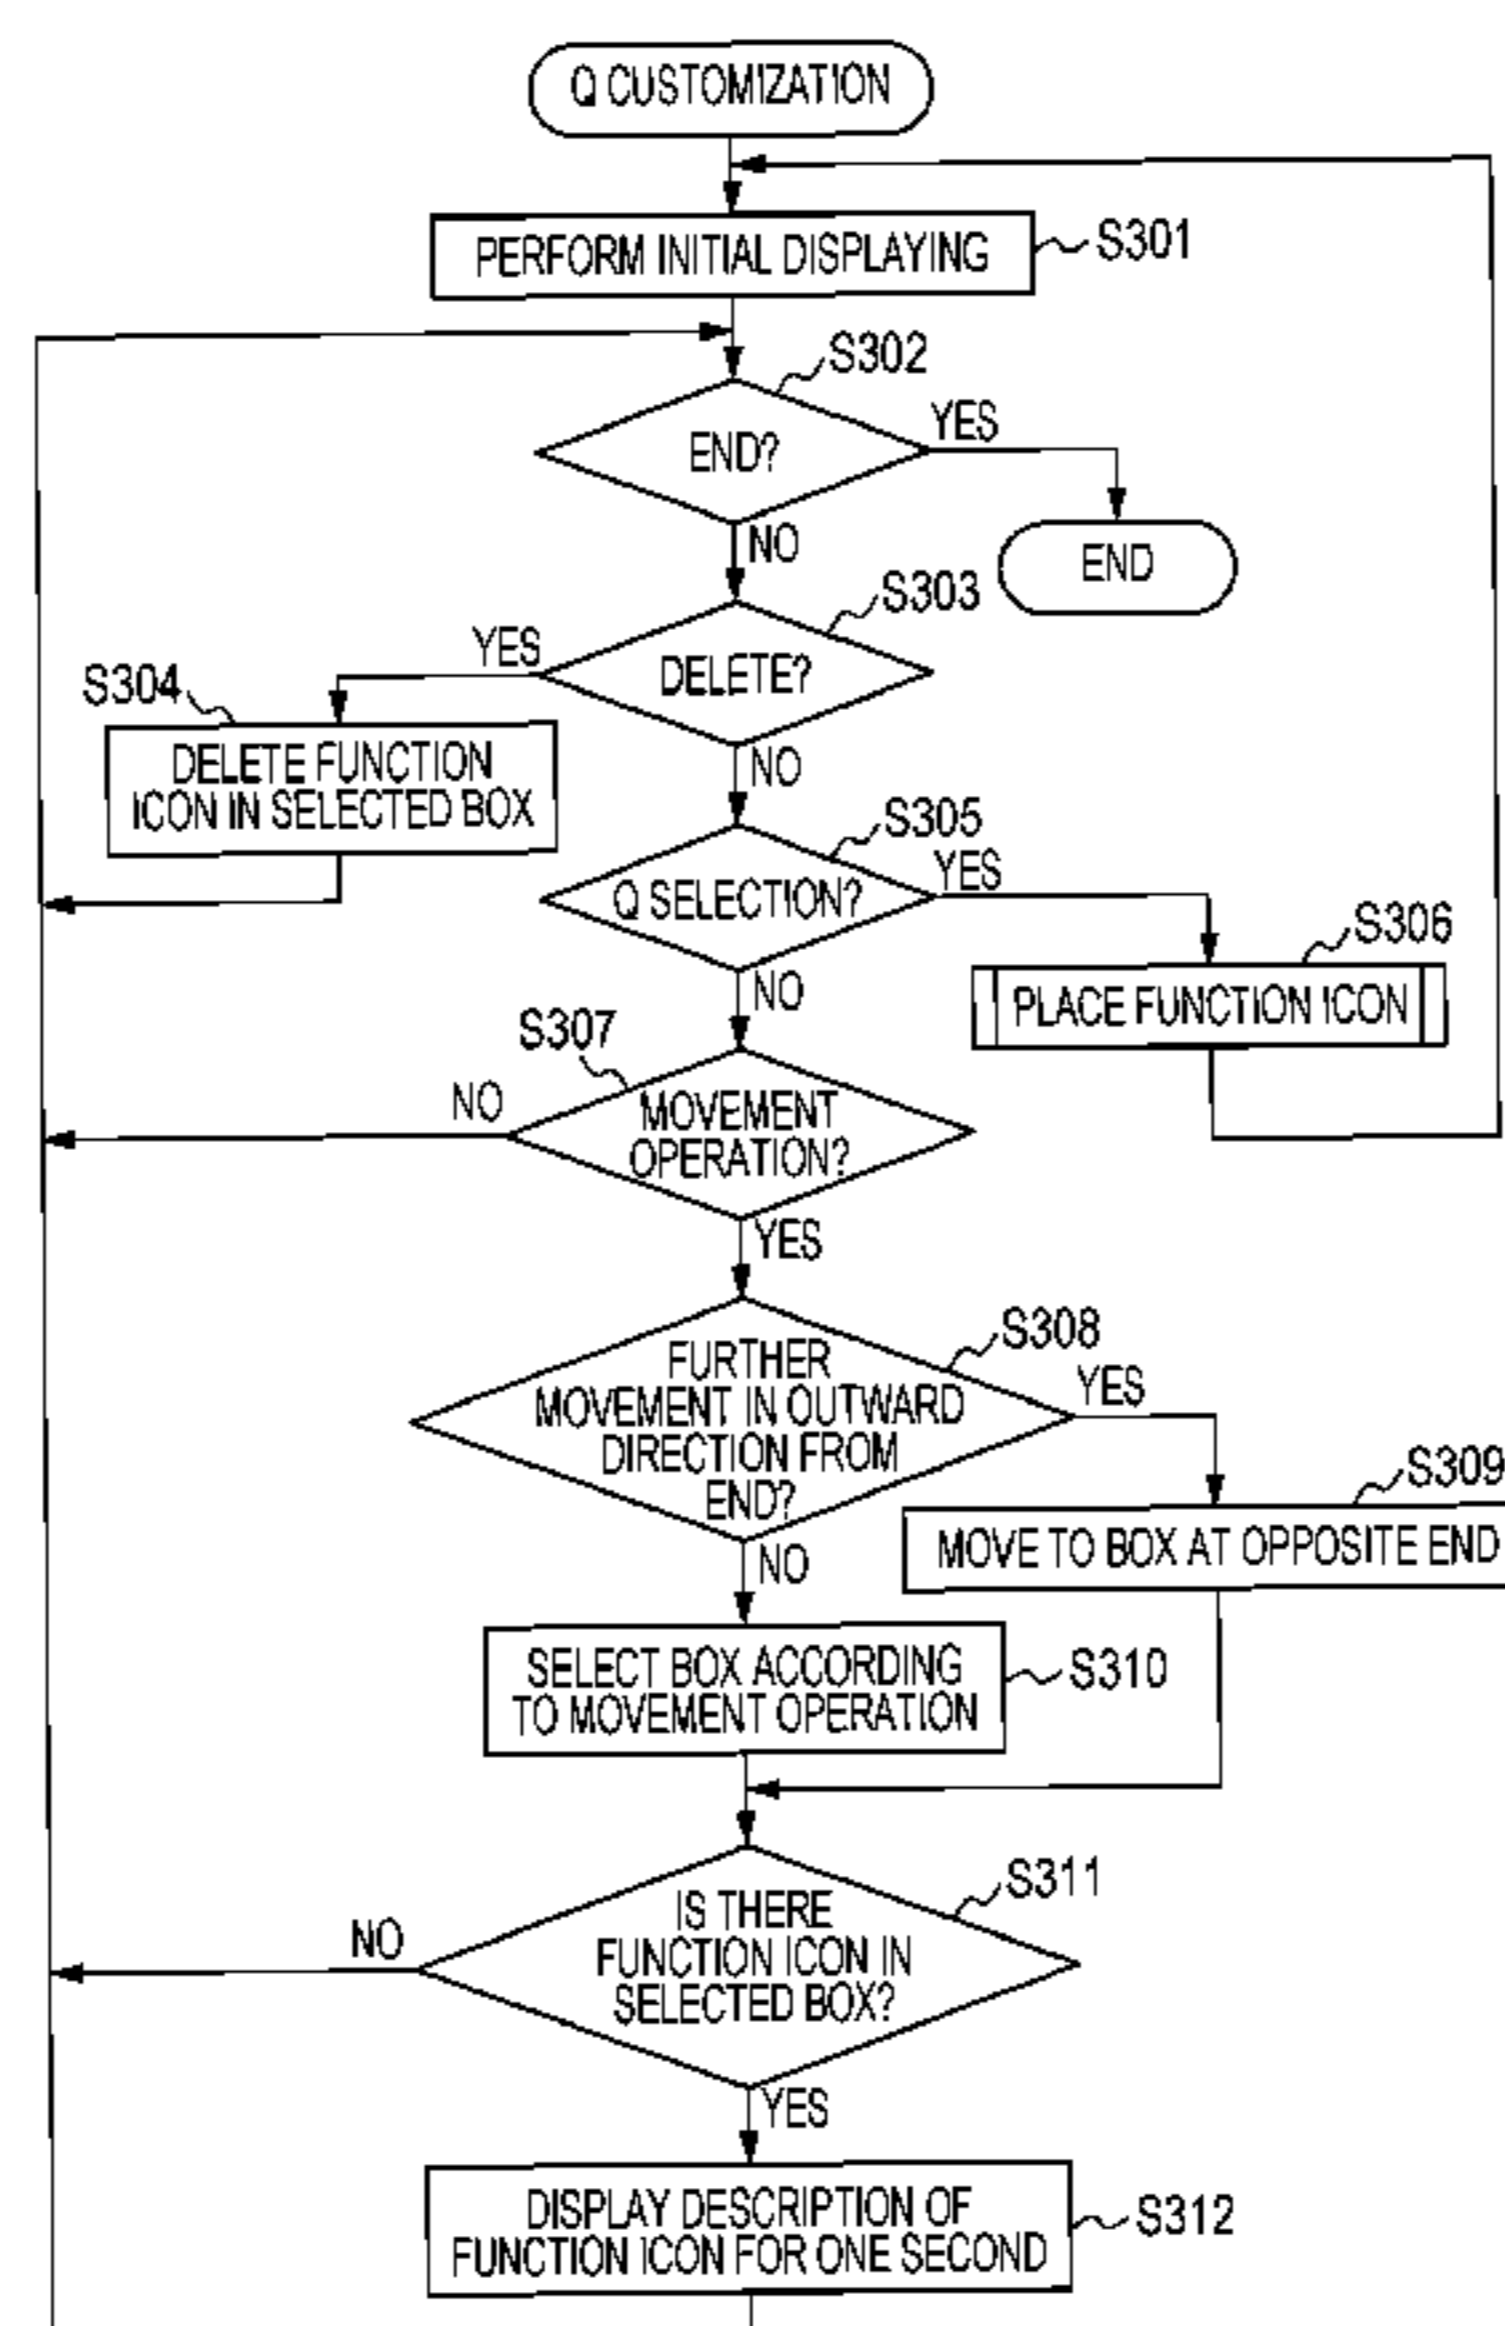 Q CUSTOMIZATION
PERFORM INITIAL DISPLAYING
S301
S302
END?
YES
NO
END
S303
DELETE?
YES
NO
S304
DELETE FUNCTION
ICON IN SELECTED BOX
S305
Q SELECTION?
YES
NO
S306
PLACE FUNCTION ICON
S307
MOVEMENT
OPERATION?
NO
YES
S308
FURTHER
MOVEMENT IN OUTWARD
DIRECTION FROM
END?
YES
NO
S309
MOVE TO BOX AT OPPOSITE END
SELECT BOX ACCORDING
TO MOVEMENT OPERATION
S310
S311
IS THERE
FUNCTION ICON IN
SELECTED BOX?
NO
YES
DISPLAY DESCRIPTION OF
FUNCTION ICON FOR ONE SECOND
S312